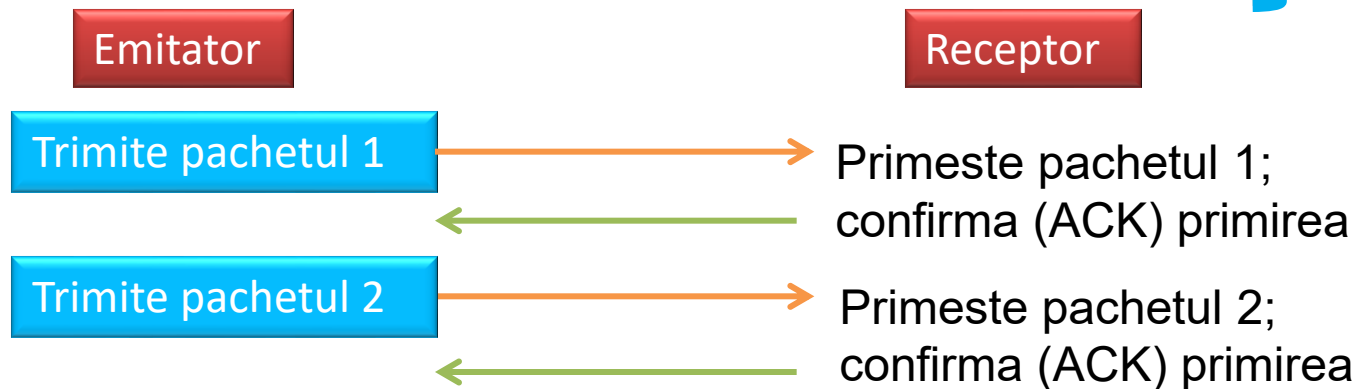 Emitator
Receptor
Trimite pachetul 1
Primeste pachetul 1;
confirma (ACK) primirea
Trimite pachetul 2
Primeste pachetul 2;
confirma (ACK) primirea